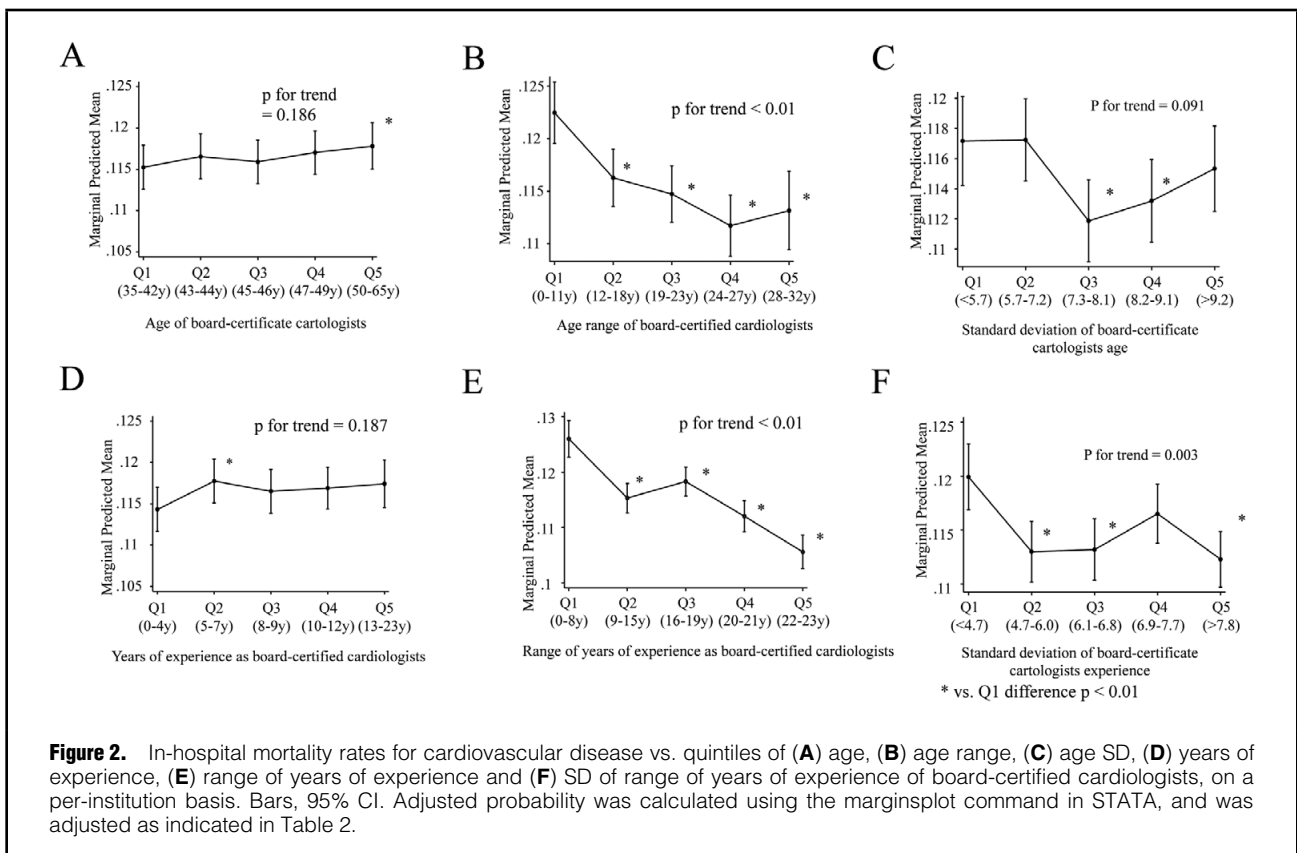 A
Marginal Predicted Mean
.125
.12
.115
.11
.105
p for trend
= 0.186
*
Q1 Q2 Q3 Q4 Q5
(35-42y) (43-44y) (45-46y) (47-49y) (50-65y)
Age of board-certificate cartologists
B
Marginal Predicted Mean
.125
.12
.115
.11
p for trend < 0.01
* * * *
Q1 Q2 Q3 Q4 Q5
(0-11y) (12-18y) (19-23y) (24-27y) (28-32y)
Age range of board-certified cardiologists
C
Marginal Predicted Mean
.12
.118
.116
.114
.112
.11
P for trend = 0.091
* *
Q1 Q2 Q3 Q4 Q5
(<5.7) (5.7-7.2) (7.3-8.1) (8.2-9.1) (>9.2)
Standard deviation of board-certificate
cartologists age
D
Marginal Predicted Mean
.125
.12
.115
.11
.105
p for trend = 0.187
*
Q1 Q2 Q3 Q4 Q5
(0-4y) (5-7y) (8-9y) (10-12y) (13-23y)
Years of experience as board-certified cardiologists
E
Marginal Predicted Mean
.13
.12
.11
.1
p for trend < 0.01
* * * *
Q1 Q2 Q3 Q4 Q5
(0-8y) (9-15y) (16-19y) (20-21y) (22-23y)
Range of years of experience as board-certified cardiologists
F
Marginal Predicted Mean
.125
.12
.115
.11
P for trend = 0.003
* * *
Q1 Q2 Q3 Q4 Q5
(<4.7) (4.7-6.0) (6.1-6.8) (6.9-7.7) (>7.8)
Standard deviation of board-certificate
cartologists experience
* vs. Q1 difference p < 0.01
Figure 2. In-hospital mortality rates for cardiovascular disease vs. quintiles of (A) age, (B) age range, (C) age SD, (D) years of
experience, (E) range of years of experience and (F) SD of range of years of experience of board-certified cardiologists, on a
per-institution basis. Bars, 95% CI. Adjusted probability was calculated using the marginsplot command in STATA, and was
adjusted as indicated in Table 2.